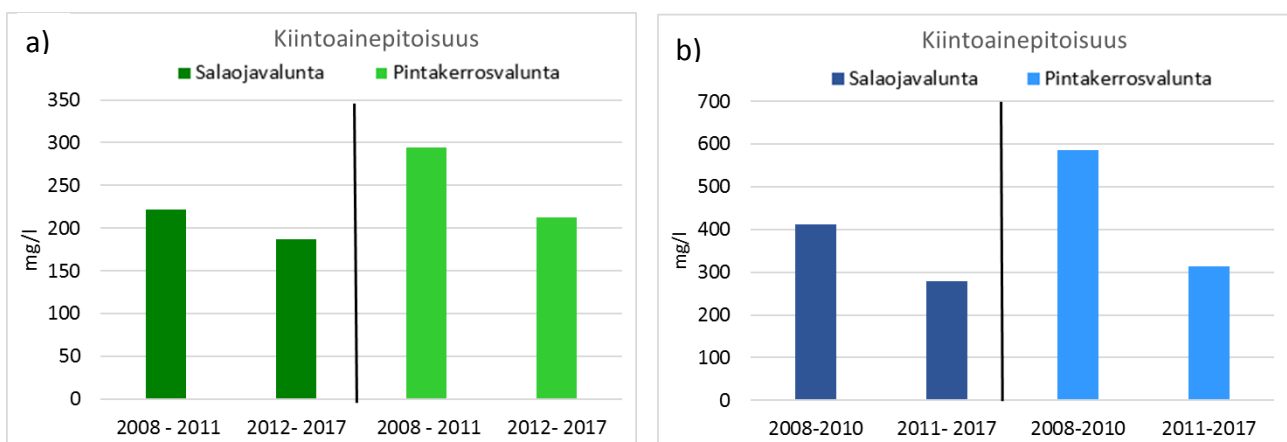 a)
Kiintoainepitoisuus
Salaojavalunta Pintakerrosvalunta
350
300
250
200
150
100
50
0
mg/l
2008 - 2011 2012- 2017 2008 - 2011 2012- 2017
b)
Kiintoainepitoisuus
Salaojavalunta Pintakerrosvalunta
700
600
500
400
300
200
100
0
mg/l
2008-2010 2011- 2017 2008-2010 2011-2017